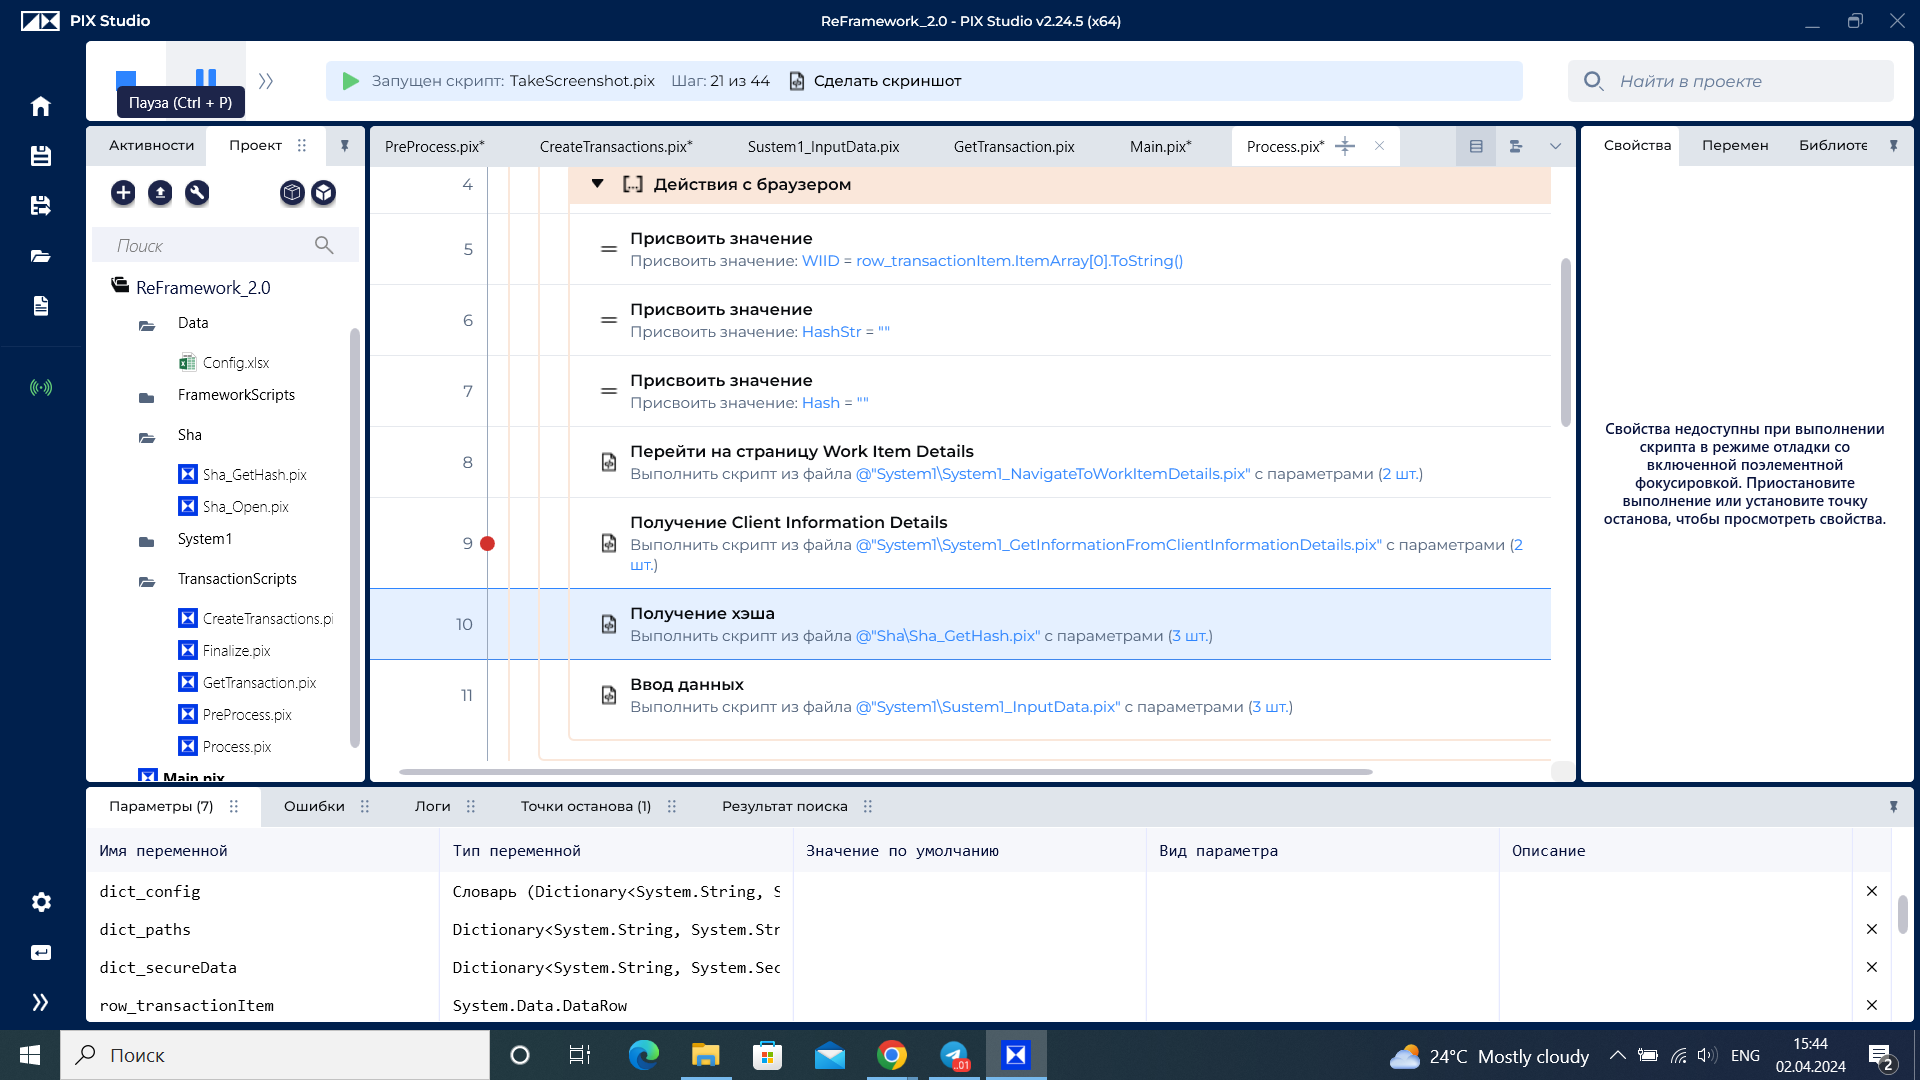 PIX Studio
ReFramework_2.0 - PIX Studio v2.24.5 (x64)
Пауза (Ctrl + P)
Запущен скрипт: TakeScreenshot.pix Шаг: 21 из 44 Сделать скриншот
Найти в проекте
Активности
Проект
Поиск
ReFramework_2.0
Data
Config.xlsx
FrameworkScripts
Sha
Sha_GetHash.pix
Sha_Open.pix
System1
TransactionScripts
CreateTransactions.pi
Finalize.pix
GetTransaction.pix
PreProcess.pix
Process.pix
Main.pix
PreProcess.pix*
CreateTransactions.pix*
Sustem1_InputData.pix
GetTransaction.pix
Main.pix*
Process.pix*
4
[...] Действия с браузером
5
Присвоить значение
Присвоить значение: WIID = row_transactionItem.ItemArray[0].ToString()
6
Присвоить значение
Присвоить значение: HashStr = ""
7
Присвоить значение
Присвоить значение: Hash = ""
8
Перейти на страницу Work Item Details
Выполнить скрипт из файла @"System1\System1_NavigateToWorkItemDetails.pix" с параметрами (2 шт.)
9
Получение Client Information Details
Выполнить скрипт из файла @"System1\System1_GetInformationFromClientInformationDetails.pix" с параметрами (2
шт.)
10
Получение хэша
Выполнить скрипт из файла @"Sha\Sha_GetHash.pix" с параметрами (3 шт.)
11
Ввод данных
Выполнить скрипт из файла @"System1\Sustem1_InputData.pix" с параметрами (3 шт.)
Свойства
Перемен
Библиоте
Свойства недоступны при выполнении
скрипта в режиме отладки со
включенной поэлементной
фокусировкой. Приостановите
выполнение или установите точку
останова, чтобы просмотреть свойства.
Параметры (7)
Ошибки
Логи
Точки останова (1)
Результат поиска
Имя переменной
Тип переменной
Значение по умолчанию
Вид параметра
Описание
dict_config
Словарь (Dictionary<System.String, S
dict_paths
Dictionary<System.String, System.Str
dict_secureData
Dictionary<System.String, System.Sec
row_transactionItem
System.Data.DataRow
Поиск
.01
24°C Mostly cloudy
ENG
15:44
02.04.2024
2